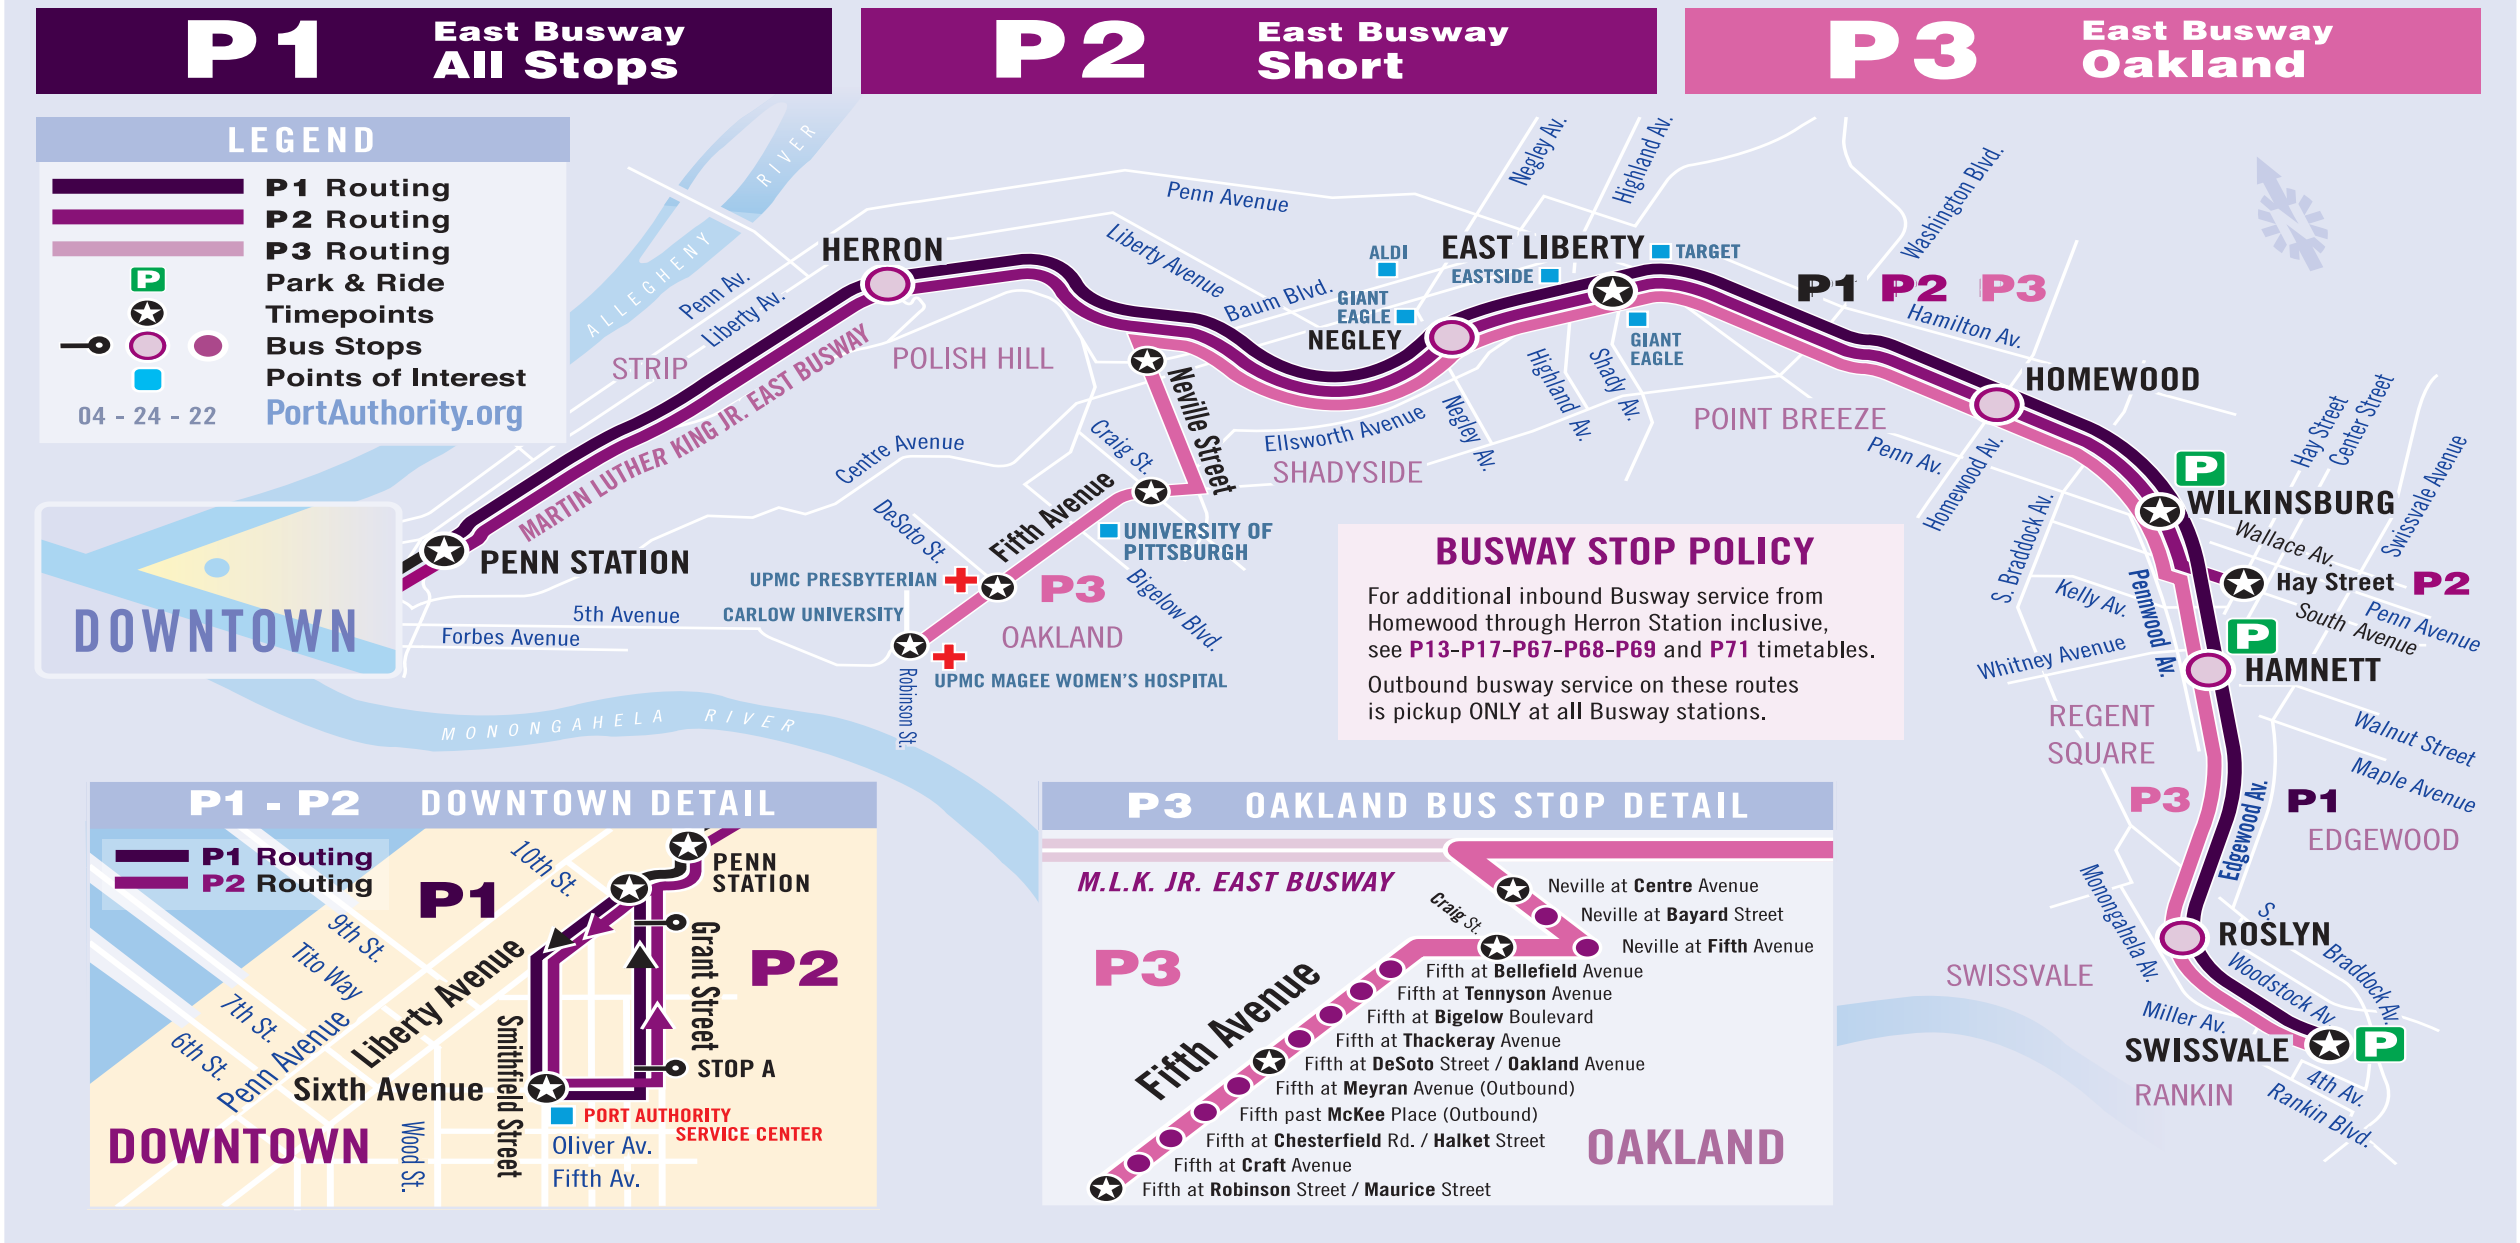 P1 East Busway
All Stops
P2 East Busway
Short
P3 East Busway
Oakland
LEGEND
P1 Routing
P2 Routing
P3 Routing
P Park & Ride
Timepoints
Bus Stops
Points of Interest
04 - 24 - 22 PortAuthority.org
ALLEGHENY RIVER
Penn Av.
Liberty Av.
STRIP
HERRON
POLISH HILL
MARTIN LUTHER KING JR. EAST BUSWAY
Penn Avenue
Liberty Avenue
Baum Blvd.
Negley Av.
Highland Av.
ALDI
EAST LIBERTY
TARGET
EASTSIDE
GIANT
EAGLE
NEGLEY
GIANT
EAGLE
Washington Blvd.
P1 P2 P3
Hamilton Av.
HOMEWOOD
Highland Av.
Shady Av.
Negley Av.
Ellsworth Avenue
SHADYSIDE
POINT BREEZE
Penn Av.
Homewood Av.
Neville Street
Craig St.
Centre Avenue
DeSoto St.
Fifth Avenue
UNIVERSITY OF
PITTSBURGH
Bigelow Blvd.
UPMC PRESBYTERIAN
CARLOW UNIVERSITY
P3
OAKLAND
UPMC MAGEE WOMEN'S HOSPITAL
Robinson St.
DOWNTOWN
PENN STATION
5th Avenue
Forbes Avenue
MONONGAHELA RIVER
BUSWAY STOP POLICY
For additional inbound Busway service from
Homewood through Herron Station inclusive,
see P13-P17-P67-P68-P69 and P71 timetables.
Outbound busway service on these routes
is pickup ONLY at all Busway stations.
Hay Street
Center Street
Swissvale Avenue
P
WILKINSBURG
Wallace Av.
Hay Street P2
South Avenue
Penn Avenue
S. Braddock Av.
Kelly Av.
Pennwood Av.
Whitney Avenue
P
HAMNETT
REGENT
SQUARE
Walnut Street
Maple Avenue
P3
Edgewood Av.
P1
EDGEWOOD
Monongahela Av.
ROSLYN
S. Braddock Av.
Woodstock Av
SWISSVALE
Miller Av.
SWISSVALE
P
RANKIN
4th Av.
Rankin Blvd.
P1 - P2 DOWNTOWN DETAIL
P1 Routing
P2 Routing
10th St.
PENN
STATION
P1
9th St.
Tito Way
7th St.
6th St.
Penn Avenue
Liberty Avenue
Grant Street
P2
STOP A
Sixth Avenue
Smithfield Street
PORT AUTHORITY
SERVICE CENTER
DOWNTOWN
Wood St.
Oliver Av.
Fifth Av.
P3 OAKLAND BUS STOP DETAIL
M.L.K. JR. EAST BUSWAY
Craig St.
Neville at Centre Avenue
Neville at Bayard Street
Neville at Fifth Avenue
P3
Fifth Avenue
Fifth at Bellefield Avenue
Fifth at Tennyson Avenue
Fifth at Bigelow Boulevard
Fifth at Thackeray Avenue
Fifth at DeSoto Street / Oakland Avenue
Fifth at Meyran Avenue (Outbound)
Fifth past McKee Place (Outbound)
Fifth at Chesterfield Rd. / Halket Street
Fifth at Craft Avenue
Fifth at Robinson Street / Maurice Street
OAKLAND